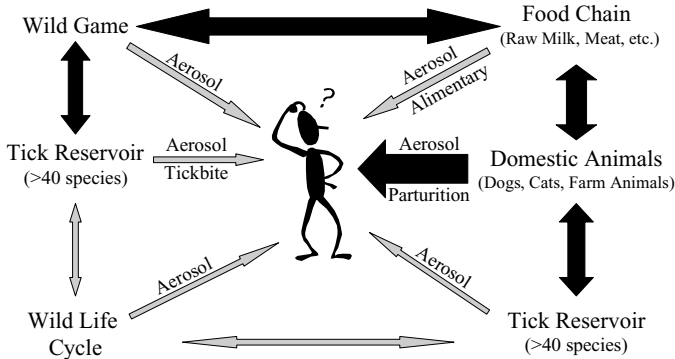 Wild Game
Food Chain
(Raw Milk, Meat, etc.)
Aerosol
Aerosol
Alimentary
?
Tick Reservoir
(>40 species)
Aerosol
Tickbite
Aerosol
Parturition
Domestic Animals
(Dogs, Cats, Farm Animals)
Aerosol
Aerosol
Wild Life
Cycle
Tick Reservoir
(>40 species)